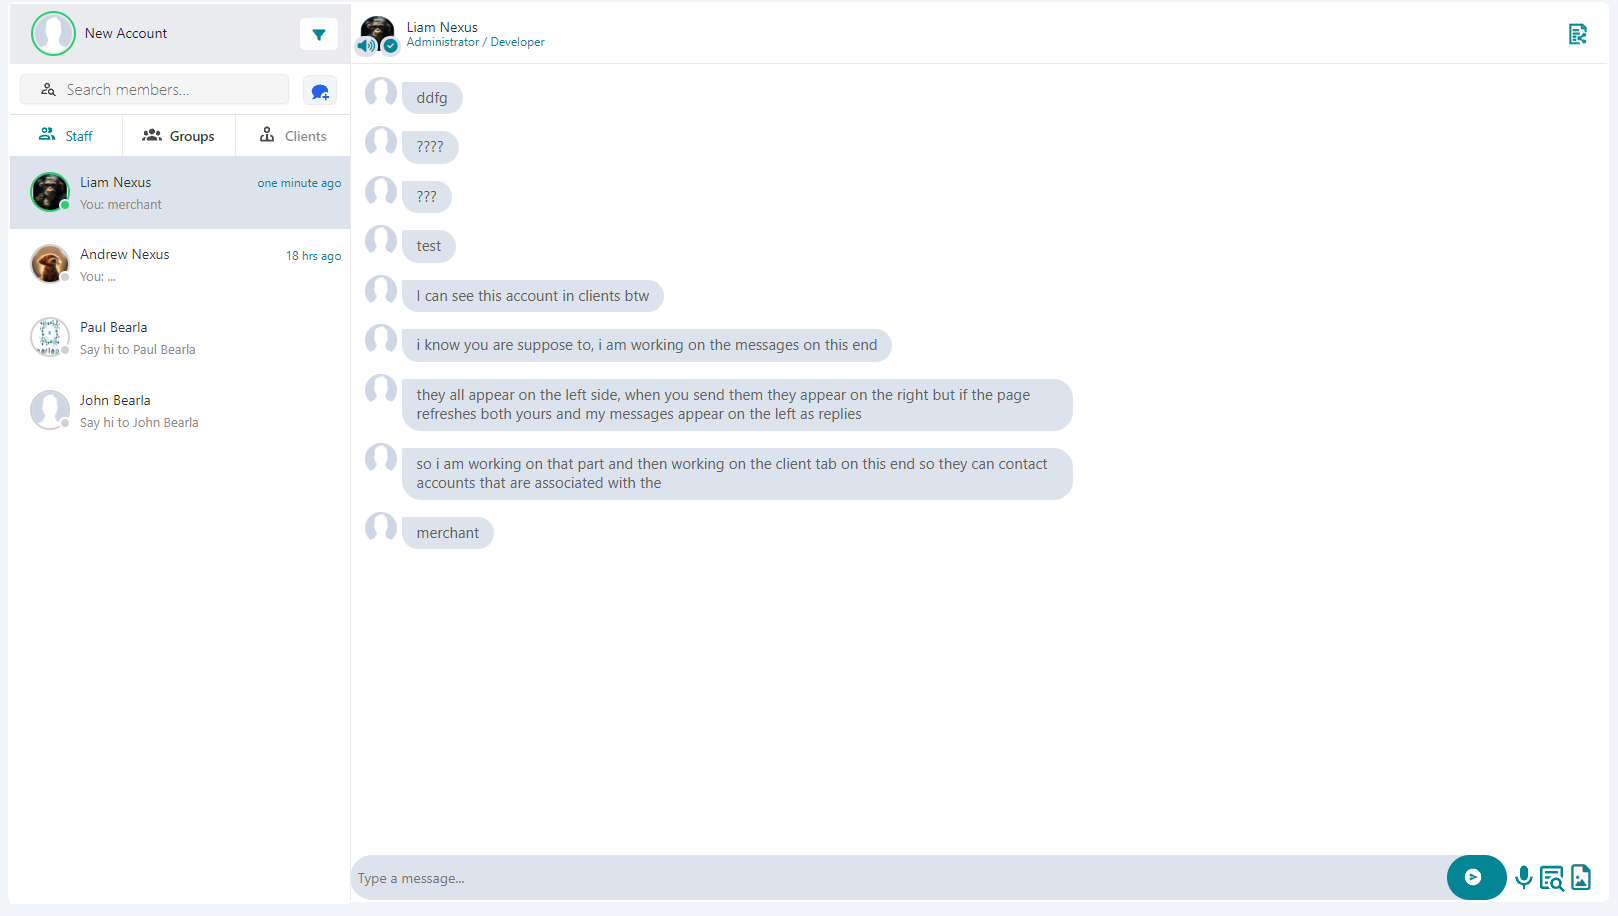 New Account
Search members...
Staff
Groups
Clients
Liam Nexus
one minute ago
You: merchant
Andrew Nexus
18 hrs ago
You: ...
Paul Bearla
Say hi to Paul Bearla
John Bearla
Say hi to John Bearla
Liam Nexus
Administrator / Developer
ddfg
????
???
test
I can see this account in clients btw
i know you are suppose to, i am working on the messages on this end
they all appear on the left side, when you send them they appear on the right but if the page
refreshes both yours and my messages appear on the left as replies
so i am working on that part and then working on the client tab on this end so they can contact
accounts that are associated with the
merchant
Type a message...